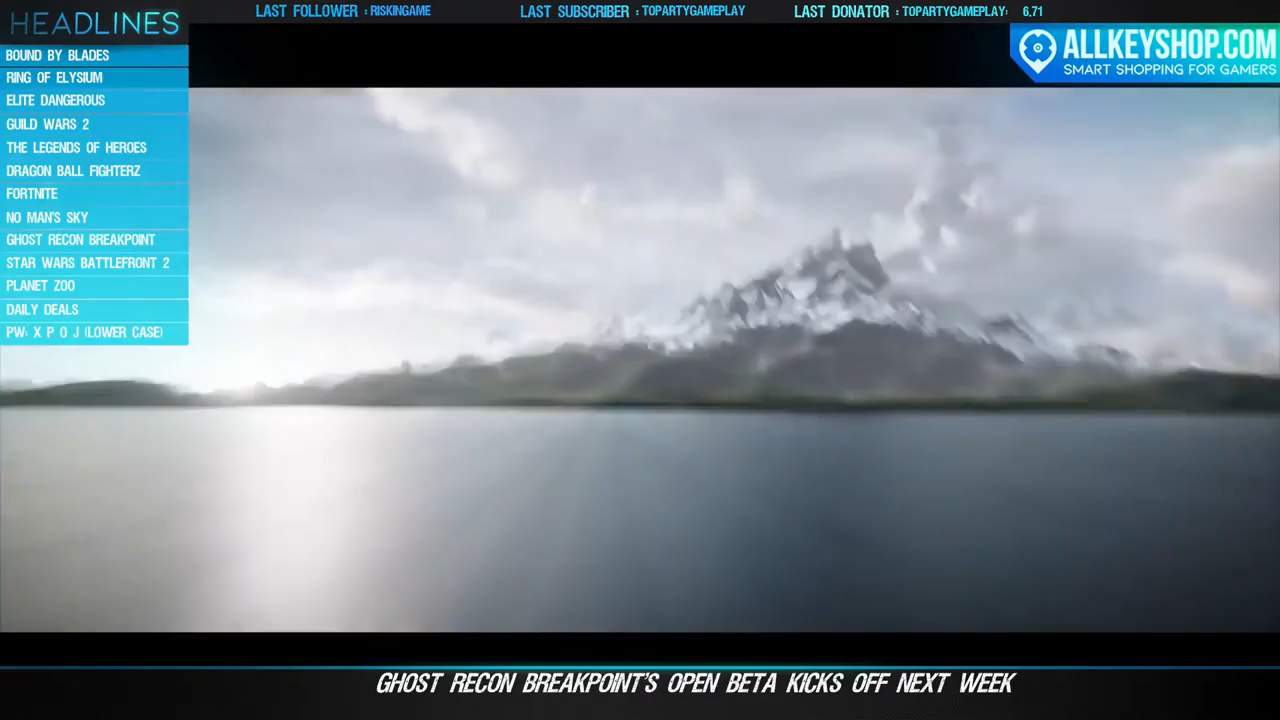 HEADLINES
LAST FOLLOWER : RISKINGAME
LAST SUBSCRIBER : TOPARTYGAMEPLAY
LAST DONATOR : TOPARTYGAMEPLAY: 6,71
ALLKEYSHOP.COM
SMART SHOPPING FOR GAMERS
BOUND BY BLADES
RING OF ELYSIUM
ELITE DANGEROUS
GUILD WARS 2
THE LEGENDS OF HEROES
DRAGON BALL FIGHTERZ
FORTNITE
NO MAN'S SKY
GHOST RECON BREAKPOINT
STAR WARS BATTLEFRONT 2
PLANET ZOO
DAILY DEALS
PW: X P O J (LOWER CASE)
GHOST RECON BREAKPOINT'S OPEN BETA KICKS OFF NEXT WEEK